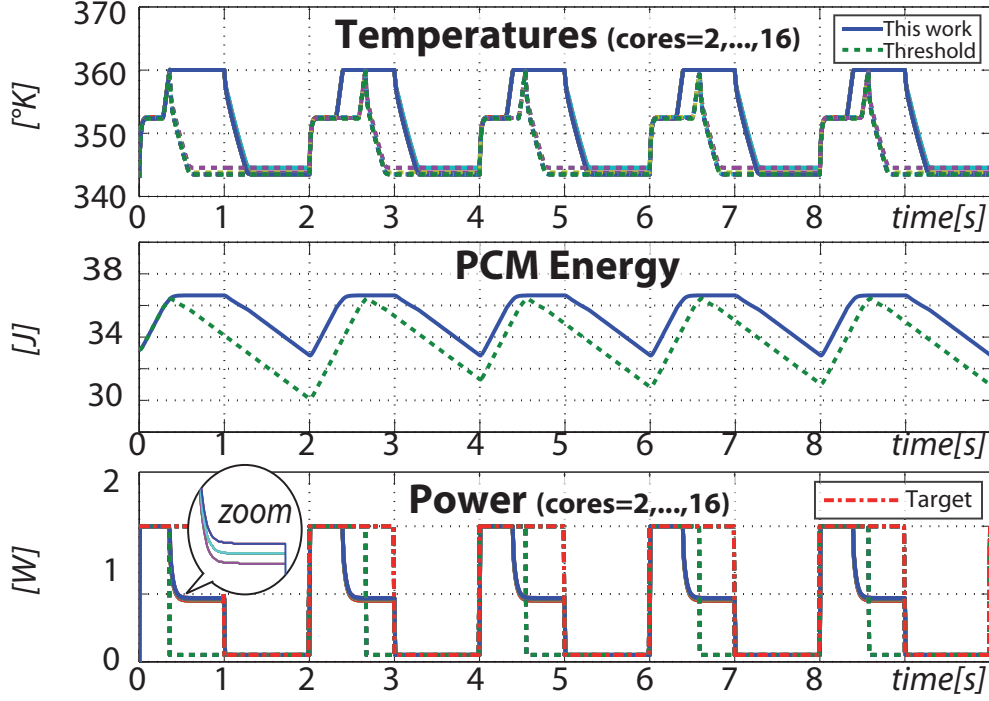 370
Temperatures (cores=2,...,16)
This work
Threshold
360
[°K]
350
340
0 1 2 3 4 5 6 7 8 time[s]
38
PCM Energy
[J]
34
30
0 1 2 3 4 5 6 7 8 time[s]
2
Power (cores=2,...,16)
Target
zoom
[W]
1
0
0 1 2 3 4 5 6 7 8 time[s]